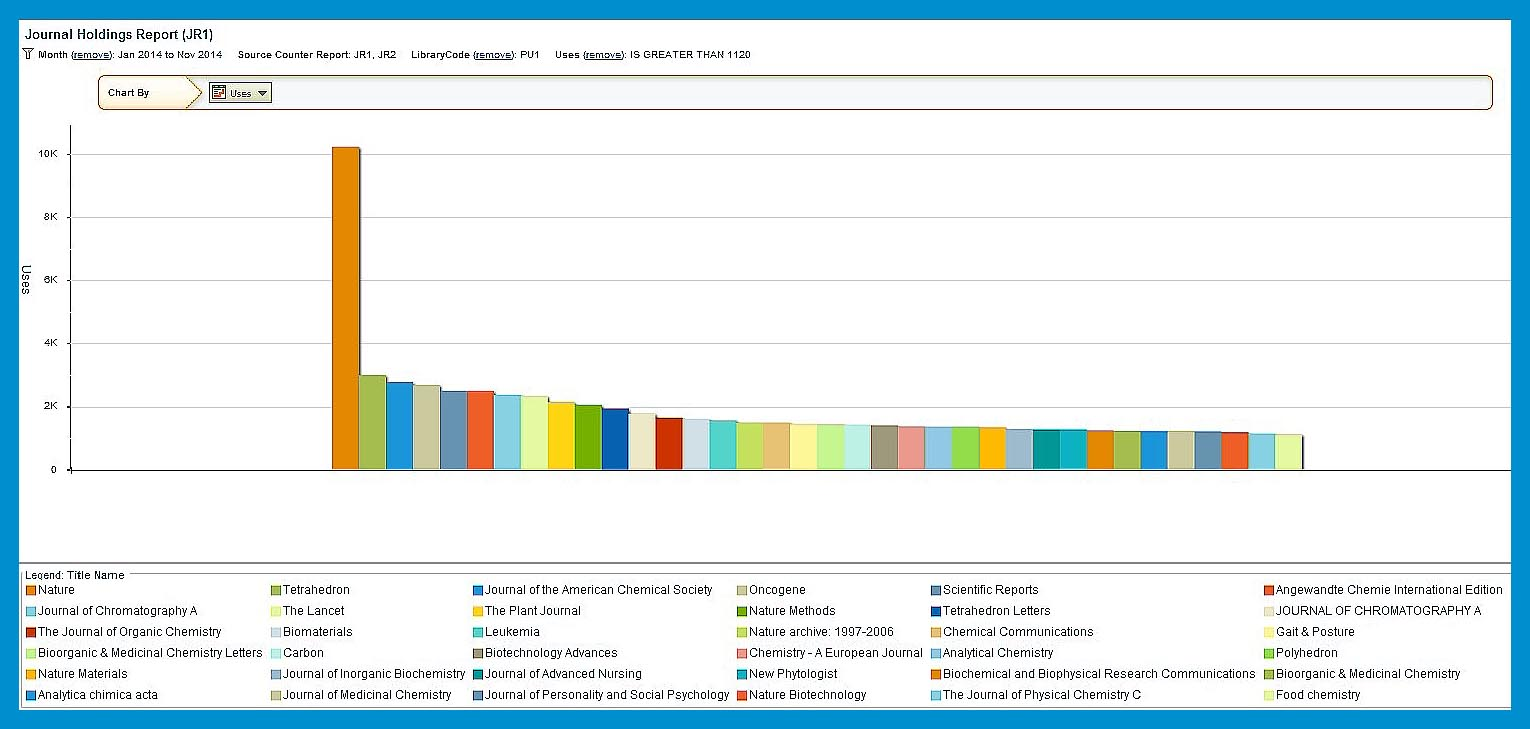 Journal Holdings Report (JR1)
Month (remove): Jan 2014 to Nov 2014 Source Counter Report: JR1, JR2 LibraryCode (remove): PU1 Uses (remove): IS GREATER THAN 1120
Chart By Uses
10K
8K
6K
Uses
4K
2K
0
Legend: Title Name
Nature Tetrahedron Journal of the American Chemical Society Oncogene Scientific Reports Angewandte Chemie International Edition
Journal of Chromatography A The Lancet The Plant Journal Nature Methods Tetrahedron Letters JOURNAL OF CHROMATOGRAPHY A
The Journal of Organic Chemistry Biomaterials Leukemia Nature archive: 1997-2006 Chemical Communications Gait & Posture
Bioorganic & Medicinal Chemistry Letters Carbon Biotechnology Advances Chemistry - A European Journal Analytical Chemistry Polyhedron
Nature Materials Journal of Inorganic Biochemistry Journal of Advanced Nursing New Phytologist Biochemical and Biophysical Research Communications Bioorganic & Medicinal Chemistry
Analytica chimica acta Journal of Medicinal Chemistry Journal of Personality and Social Psychology Nature Biotechnology The Journal of Physical Chemistry C Food chemistry